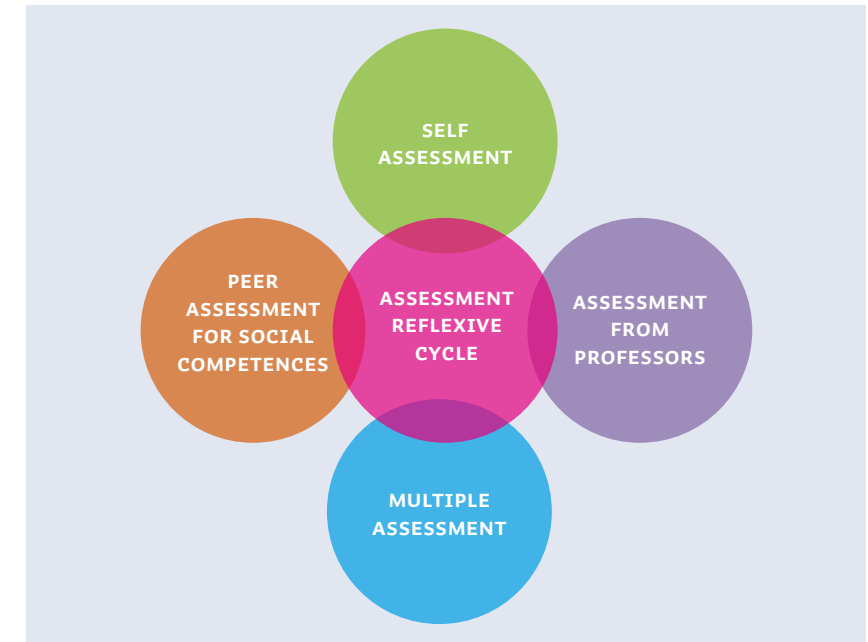 SELF
ASSESSMENT
PEER
ASSESSMENT
FOR SOCIAL
COMPETENCES
ASSESSMENT
REFLEXIVE
CYCLE
ASSESSMENT
FROM
PROFESSORS
MULTIPLE
ASSESSMENT